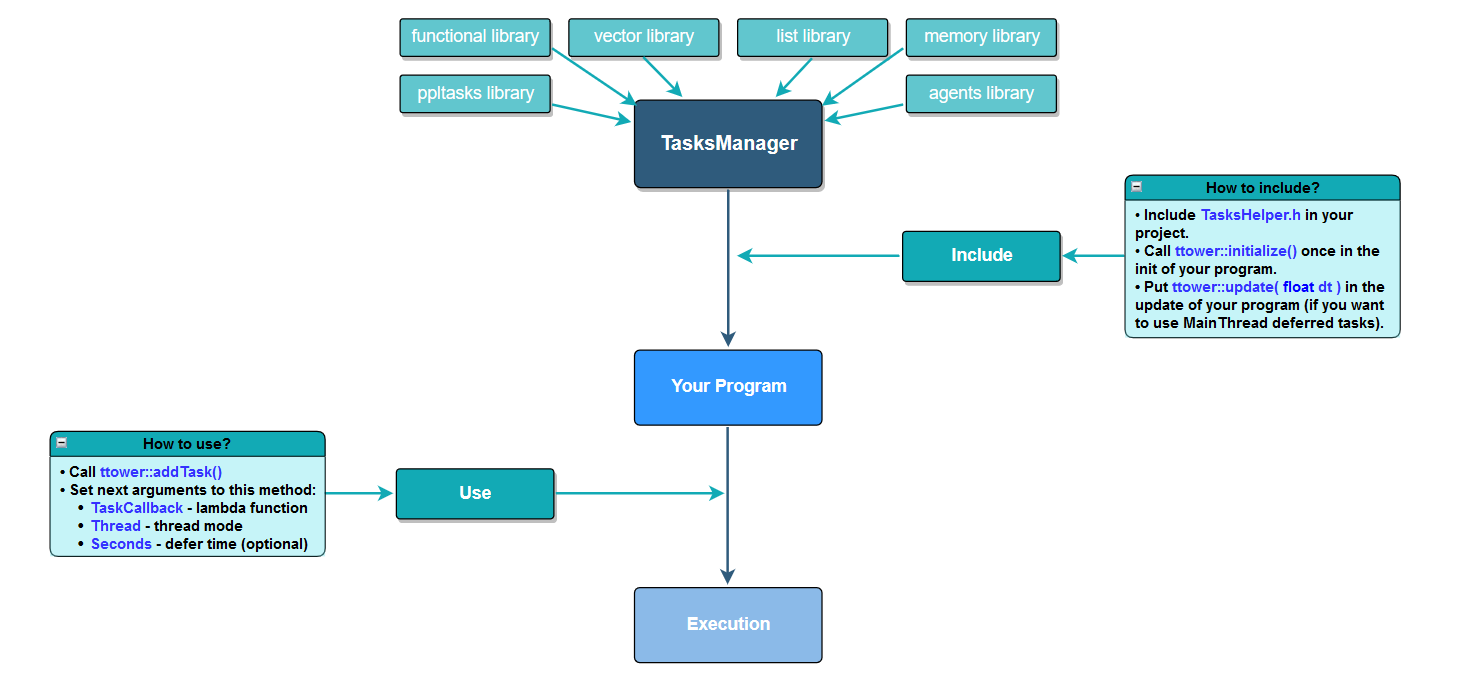 functional library
vector library
list library
memory library
ppltasks library
agents library
TasksManager
How to include?
• Include TasksHelper.h in your
project.
• Call ttower::initialize() once in the
init of your program.
• Put ttower::update( float dt ) in the
update of your program (if you want
to use MainThread deferred tasks).
Include
Your Program
How to use?
• Call ttower::addTask()
• Set next arguments to this method:
• TaskCallback - lambda function
• Thread - thread mode
• Seconds - defer time (optional)
Use
Execution